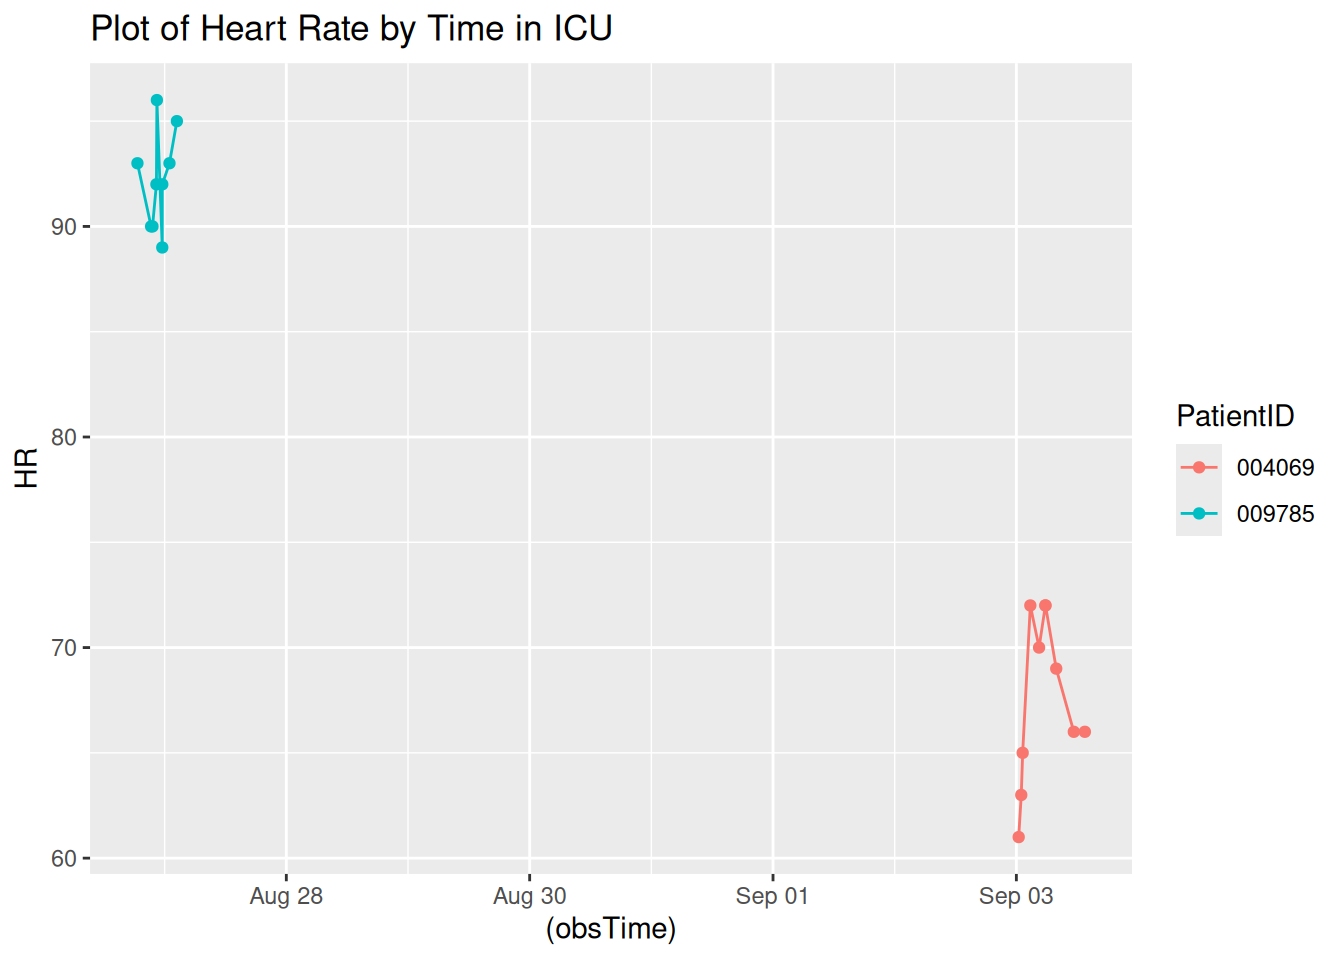 Plot of Heart Rate by Time in ICU
HR
90
80
70
60
Aug 28
Aug 30
Sep 01
Sep 03
(obsTime)
PatientID
004069
009785